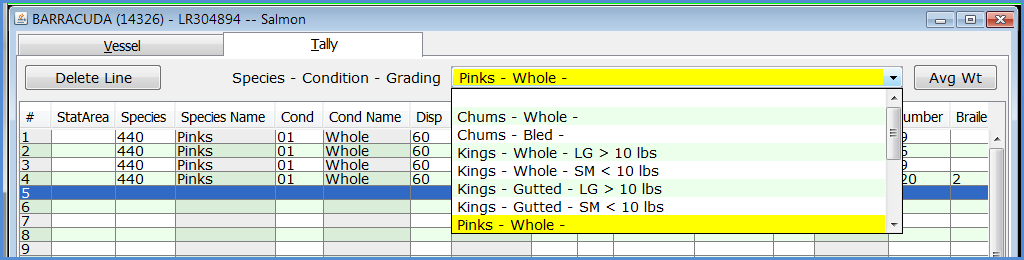 BARRACUDA (14326) - LR304894 -- Salmon
Vessel Tally
Delete Line Species - Condition - Grading Pinks - Whole - Avg Wt
# StatArea Species Species Name Cond Cond Name Disp umber Braile
Chums - Whole -
Chums - Bled -
Kings - Whole - LG > 10 lbs
Kings - Whole - SM < 10 lbs
Kings - Gutted - LG > 10 lbs
Kings - Gutted - SM < 10 lbs
Pinks - Whole -
1 440 Pinks 01 Whole 60
2 440 Pinks 01 Whole 60
3 440 Pinks 01 Whole 60
4 440 Pinks 01 Whole 60 20 2
5
6
7
8
9